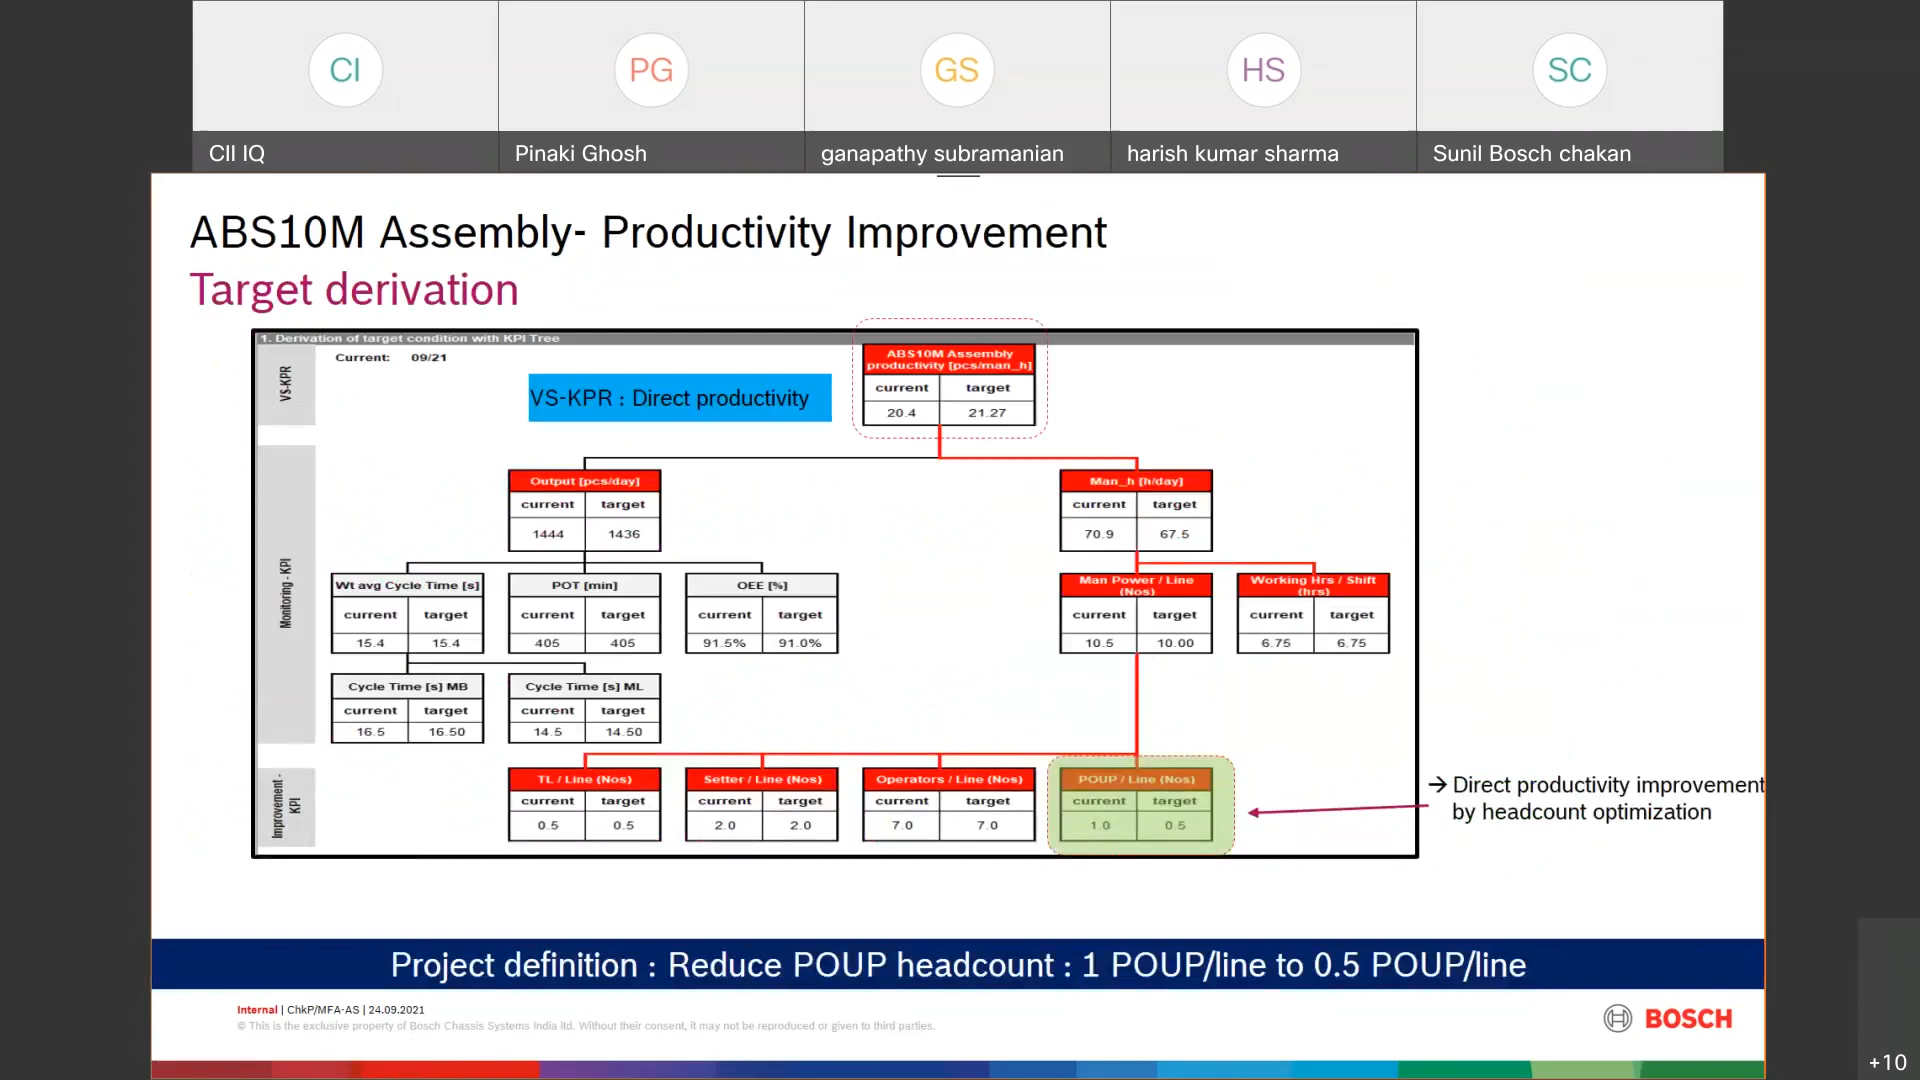 CI
PG
GS
HS
SC
CII IQ
Pinaki Ghosh
ganapathy subramanian
harish kumar sharma
Sunil Bosch chakan
ABS10M Assembly- Productivity Improvement
Target derivation
1. Derivation of target condition with KPI Tree
VS-KPR
Current: 09/21
VS-KPR : Direct productivity
ABS10M Assembly
productivity [pcs/man_h]
current target
20.4 21.27
Monitoring - KPI
Output [pcs/day]
current target
1444 1436
Man_h [h/day]
current target
70.9 67.5
Wt avg Cycle Time [s]
current target
15.4 15.4
POT [min]
current target
405 405
OEE [%]
current target
91.5% 91.0%
Man Power / Line
(Nos)
current target
10.5 10.00
Working Hrs / Shift
(hrs)
current target
6.75 6.75
Cycle Time [s] MB
current target
16.5 16.50
Cycle Time [s] ML
current target
14.5 14.50
Improvement -
KPI
TL / Line (Nos)
current target
0.5 0.5
Setter / Line (Nos)
current target
2.0 2.0
Operators / Line (Nos)
current target
7.0 7.0
POUP / Line (Nos)
current target
1.0 0.5
→ Direct productivity improvement
by headcount optimization
Project definition : Reduce POUP headcount : 1 POUP/line to 0.5 POUP/line
Internal | ChkP/MFA-AS | 24.09.2021
© This is the exclusive property of Bosch Chassis Systems India ltd. Without their consent, it may not be reproduced or given to third parties.
BOSCH
+10